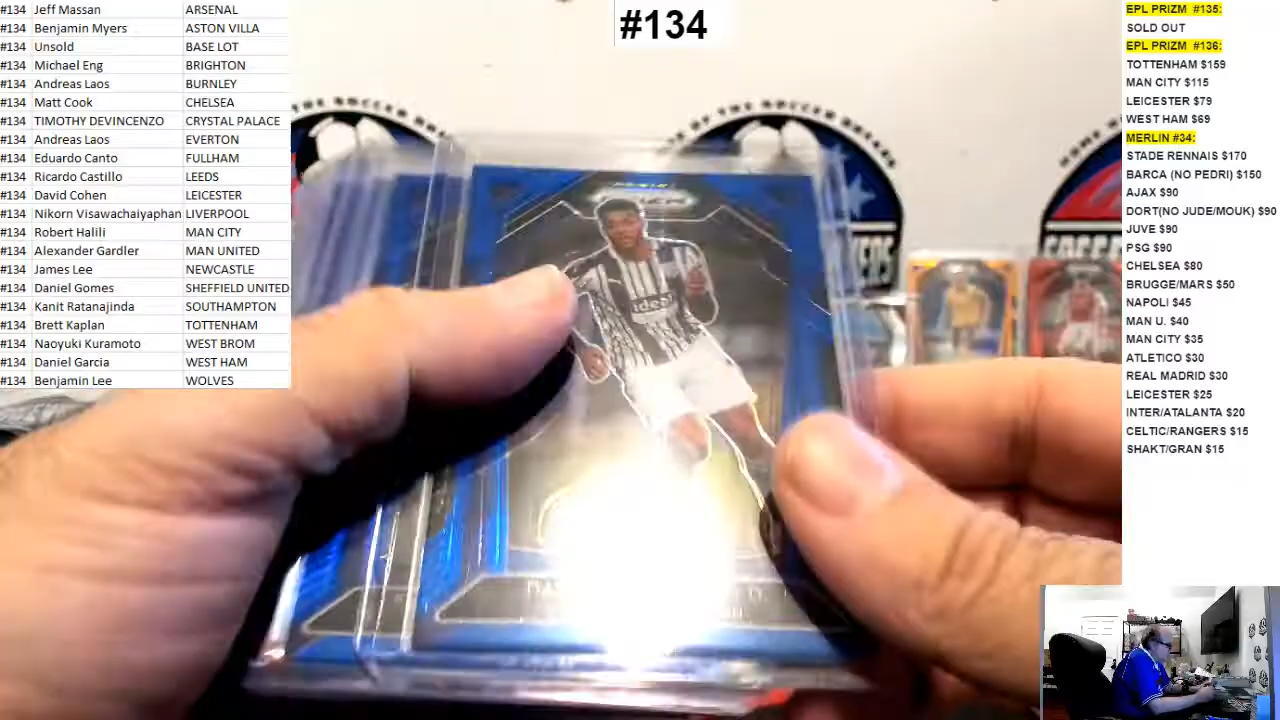 #134 Jeff Massan ARSENAL
#134 Benjamin Myers ASTON VILLA
#134 Unsold BASE LOT
#134 Michael Eng BRIGHTON
#134 Andreas Laos BURNLEY
#134 Matt Cook CHELSEA
#134 TIMOTHY DEVINCENZO CRYSTAL PALACE
#134 Andreas Laos EVERTON
#134 Eduardo Canto FULLHAM
#134 Ricardo Castillo LEEDS
#134 David Cohen LEICESTER
#134 Nikorn Visawachaiyaphan LIVERPOOL
#134 Robert Halili MAN CITY
#134 Alexander Gardler MAN UNITED
#134 James Lee NEWCASTLE
#134 Daniel Gomes SHEFFIELD UNITED
#134 Kanit Ratanajinda SOUTHAMPTON
#134 Brett Kaplan TOTTENHAM
#134 Naoyuki Kuramoto WEST BROM
#134 Daniel Garcia WEST HAM
#134 Benjamin Lee WOLVES
#134
THE SOCCER
OF THE SOCCER
ideal
EPL PRIZM #135:
SOLD OUT
EPL PRIZM #136:
TOTTENHAM $159
MAN CITY $115
LEICESTER $79
WEST HAM $69
MERLIN #34:
STADE RENNAIS $170
BARCA (NO PEDRI) $150
AJAX $90
DORT(NO JUDE/MOUK) $90
JUVE $90
PSG $90
CHELSEA $80
BRUGGE/MARS $50
NAPOLI $45
MAN U. $40
MAN CITY $35
ATLETICO $30
REAL MADRID $30
LEICESTER $25
INTER/ATALANTA $20
CELTIC/RANGERS $15
SHAKT/GRAN $15